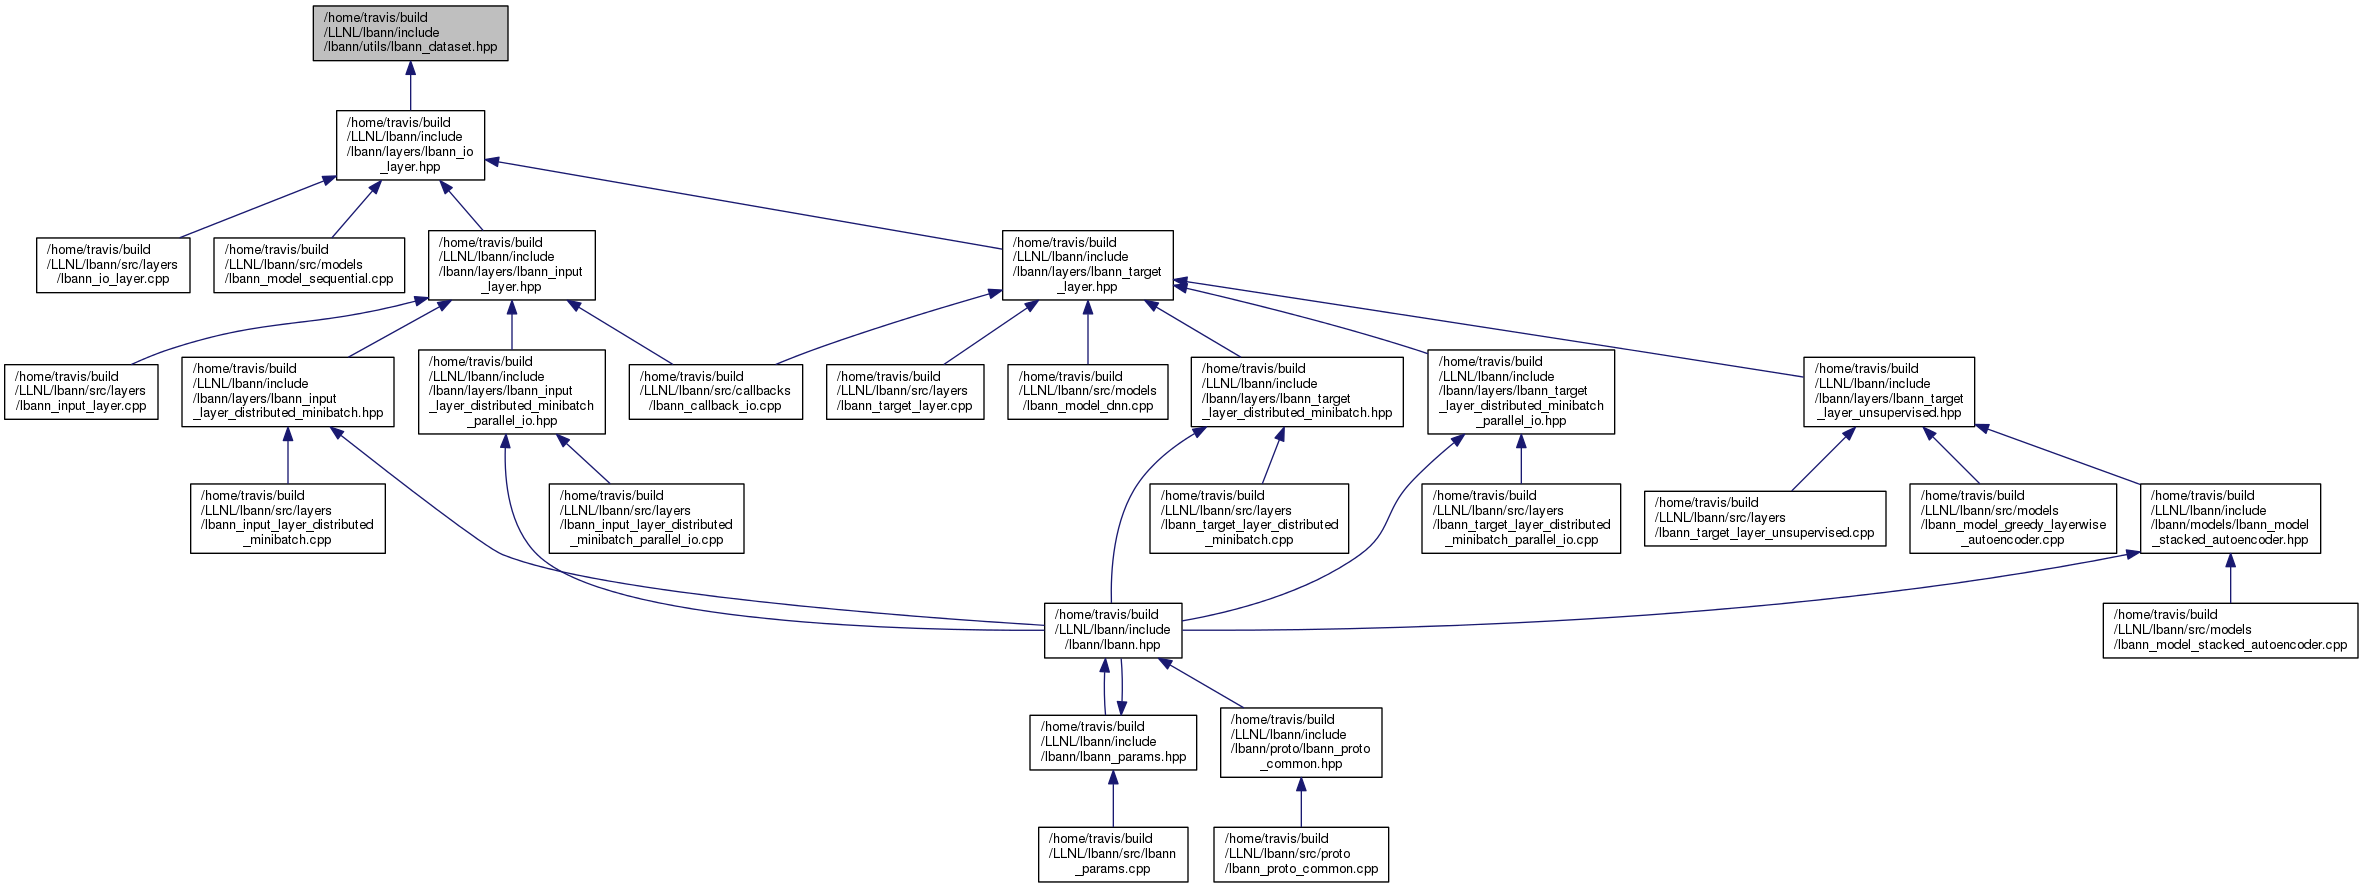 /home/travis/build
/LLNL/lbann/include
/lbann/utils/lbann_dataset.hpp
/home/travis/build
/LLNL/lbann/include
/lbann/layers/lbann_io
_layer.hpp
/home/travis/build
/LLNL/lbann/src/layers
/lbann_io_layer.cpp
/home/travis/build
/LLNL/lbann/src/models
/lbann_model_sequential.cpp
/home/travis/build
/LLNL/lbann/include
/lbann/layers/lbann_input
_layer.hpp
/home/travis/build
/LLNL/lbann/include
/lbann/layers/lbann_target
_layer.hpp
/home/travis/build
/LLNL/lbann/src/layers
/lbann_input_layer.cpp
/home/travis/build
/LLNL/lbann/include
/lbann/layers/lbann_input
_layer_distributed_minibatch.hpp
/home/travis/build
/LLNL/lbann/include
/lbann/layers/lbann_input
_layer_distributed_minibatch
_parallel_io.hpp
/home/travis/build
/LLNL/lbann/src/callbacks
/lbann_callback_io.cpp
/home/travis/build
/LLNL/lbann/src/layers
/lbann_target_layer.cpp
/home/travis/build
/LLNL/lbann/src/models
/lbann_model_dnn.cpp
/home/travis/build
/LLNL/lbann/include
/lbann/layers/lbann_target
_layer_distributed_minibatch.hpp
/home/travis/build
/LLNL/lbann/include
/lbann/layers/lbann_target
_layer_distributed_minibatch
_parallel_io.hpp
/home/travis/build
/LLNL/lbann/include
/lbann/layers/lbann_target
_layer_unsupervised.hpp
/home/travis/build
/LLNL/lbann/src/layers
/lbann_input_layer_distributed
_minibatch.cpp
/home/travis/build
/LLNL/lbann/src/layers
/lbann_input_layer_distributed
_minibatch_parallel_io.cpp
/home/travis/build
/LLNL/lbann/src/layers
/lbann_target_layer_distributed
_minibatch.cpp
/home/travis/build
/LLNL/lbann/src/layers
/lbann_target_layer_distributed
_minibatch_parallel_io.cpp
/home/travis/build
/LLNL/lbann/src/layers
/lbann_target_layer_unsupervised.cpp
/home/travis/build
/LLNL/lbann/src/models
/lbann_model_greedy_layerwise
_autoencoder.cpp
/home/travis/build
/LLNL/lbann/include
/lbann/models/lbann_model
_stacked_autoencoder.hpp
/home/travis/build
/LLNL/lbann/include
/lbann/lbann.hpp
/home/travis/build
/LLNL/lbann/src/models
/lbann_model_stacked_autoencoder.cpp
/home/travis/build
/LLNL/lbann/include
/lbann/lbann_params.hpp
/home/travis/build
/LLNL/lbann/include
/lbann/proto/lbann_proto
_common.hpp
/home/travis/build
/LLNL/lbann/src/lbann
_params.cpp
/home/travis/build
/LLNL/lbann/src/proto
/lbann_proto_common.cpp